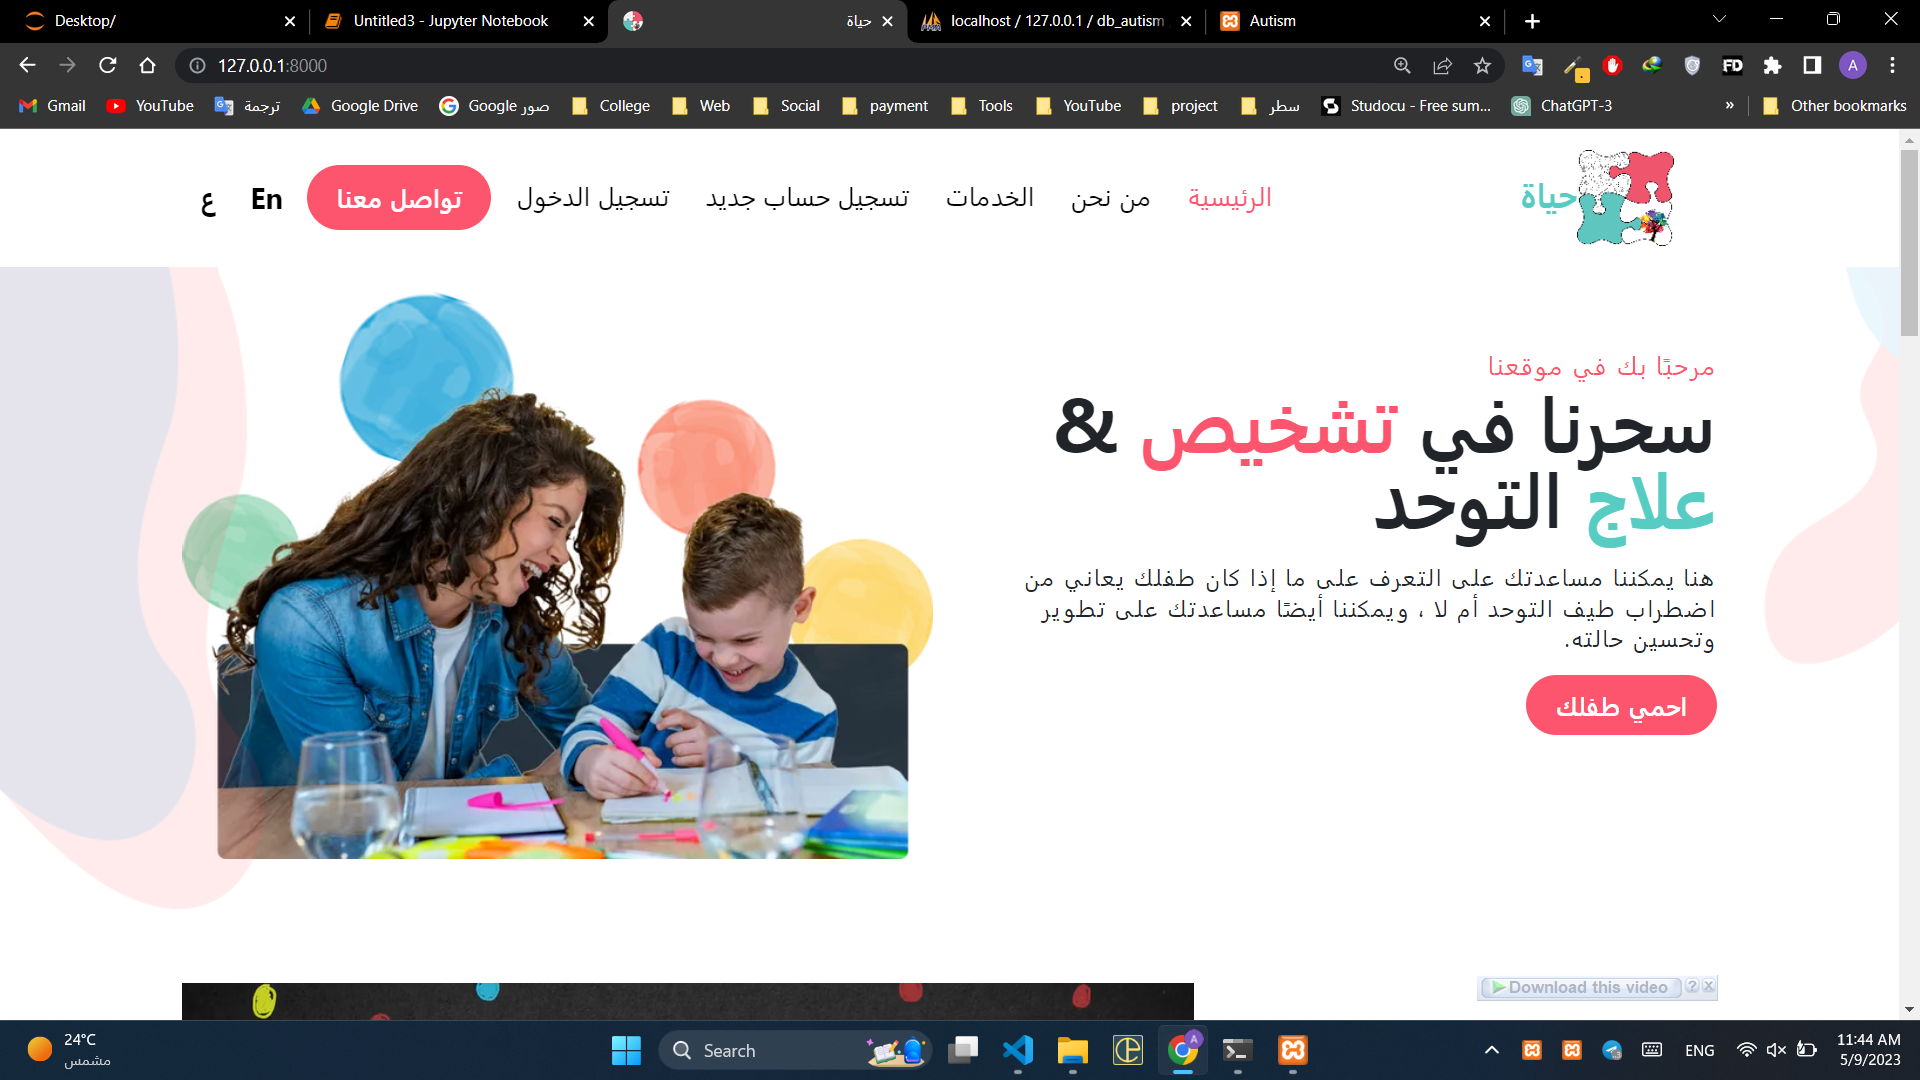 Desktop/
Untitled3 - Jupyter Notebook
حياة
localhost / 127.0.0.1 / db_autism
Autism
127.0.0.1:8000
FD
A
Gmail
YouTube
ترجمة
Google Drive
Google صور
College
Web
Social
payment
Tools
YouTube
project
سطر
Studocu - Free sum...
ChatGPT-3
»
Other bookmarks
حياة
الرئيسية
من نحن
الخدمات
تسجيل حساب جديد
تسجيل الدخول
تواصل معنا
En
ع
مرحبًا بك في موقعنا
سحرنا في تشخيص &
علاج التوحد
هنا يمكننا مساعدتك على التعرف على ما إذا كان طفلك يعاني من
اضطراب طيف التوحد أم لا ، ويمكننا أيضًا مساعدتك على تطوير
وتحسين حالته.
احمي طفلك
Download this video
24°C
مشمس
Search
ENG
11:44 AM
5/9/2023